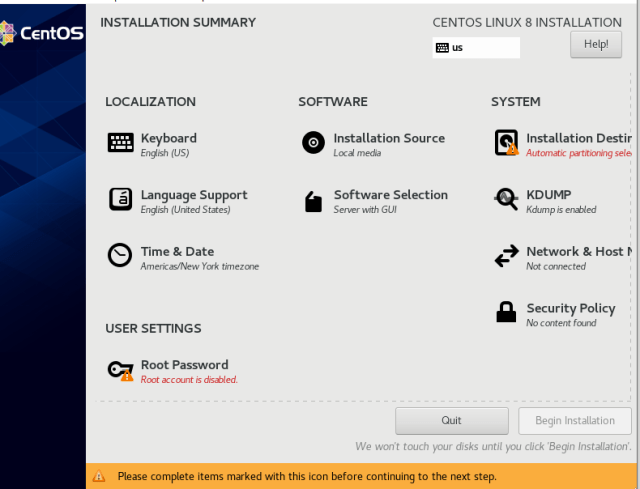 CentOS
INSTALLATION SUMMARY
CENTOS LINUX 8 INSTALLATION
us
Help!
LOCALIZATION
Keyboard
English (US)
Language Support
English (United States)
Time & Date
Americas/New York timezone
SOFTWARE
Installation Source
Local media
Software Selection
Server with GUI
SYSTEM
Installation Destin
Automatic partitioning sele
KDUMP
Kdump is enabled
Network & Host N
Not connected
Security Policy
No content found
USER SETTINGS
Root Password
Root account is disabled.
Quit
Begin Installation
We won't touch your disks until you click 'Begin Installation'.
Please complete items marked with this icon before continuing to the next step.